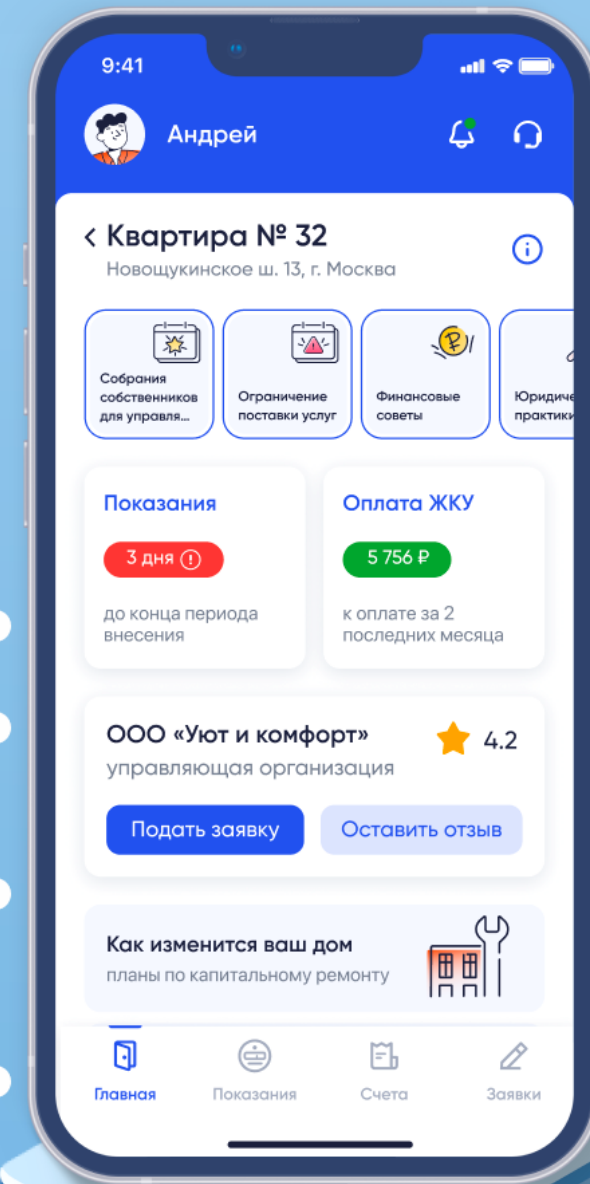 9:41
Андрей
Квартира № 32
Новощукинское ш. 13, г. Москва
Собрания
собственников
для управля...
Ограничение
поставки услуг
Финансовые
советы
Юридиче
практики
Показания
3 дня
до конца периода
внесения
Оплата ЖКУ
5 756 ₽
к оплате за 2
последних месяца
ООО «Уют и комфорт»
4.2
управляющая организация
Подать заявку
Оставить отзыв
Как изменится ваш дом
планы по капитальному ремонту
Главная
Показания
Счета
Заявки